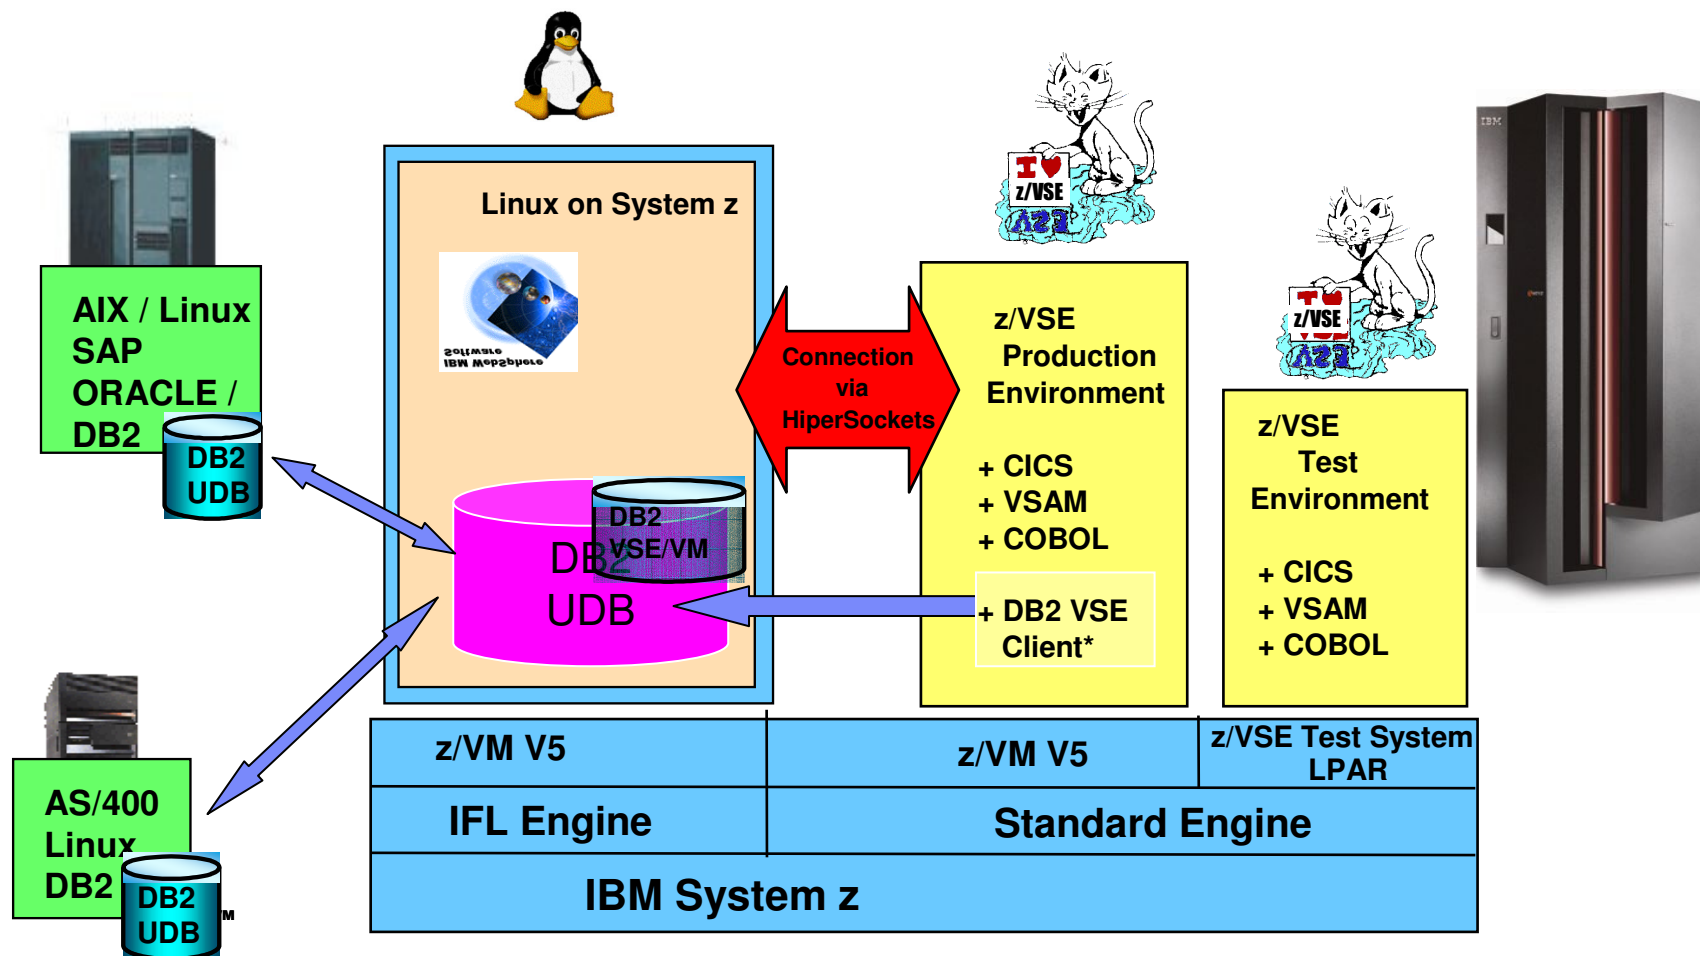 Linux on System z
Software
IBM WebSphere
AIX / Linux
SAP
ORACLE /
DB2
DB2
UDB
AS/400
Linux
DB2
DB2
UDB
DB2
VSE/VM
DB2
UDB
Connection
via
HiperSockets
I ♥
z/VSE
VSE
z/VSE
Production
Environment
+ CICS
+ VSAM
+ COBOL
+ DB2 VSE
Client*
z/VSE
VSE
z/VSE
Test
Environment
+ CICS
+ VSAM
+ COBOL
IBM
z/VM V5
z/VM V5
z/VSE Test System
LPAR
IFL Engine
Standard Engine
IBM System z